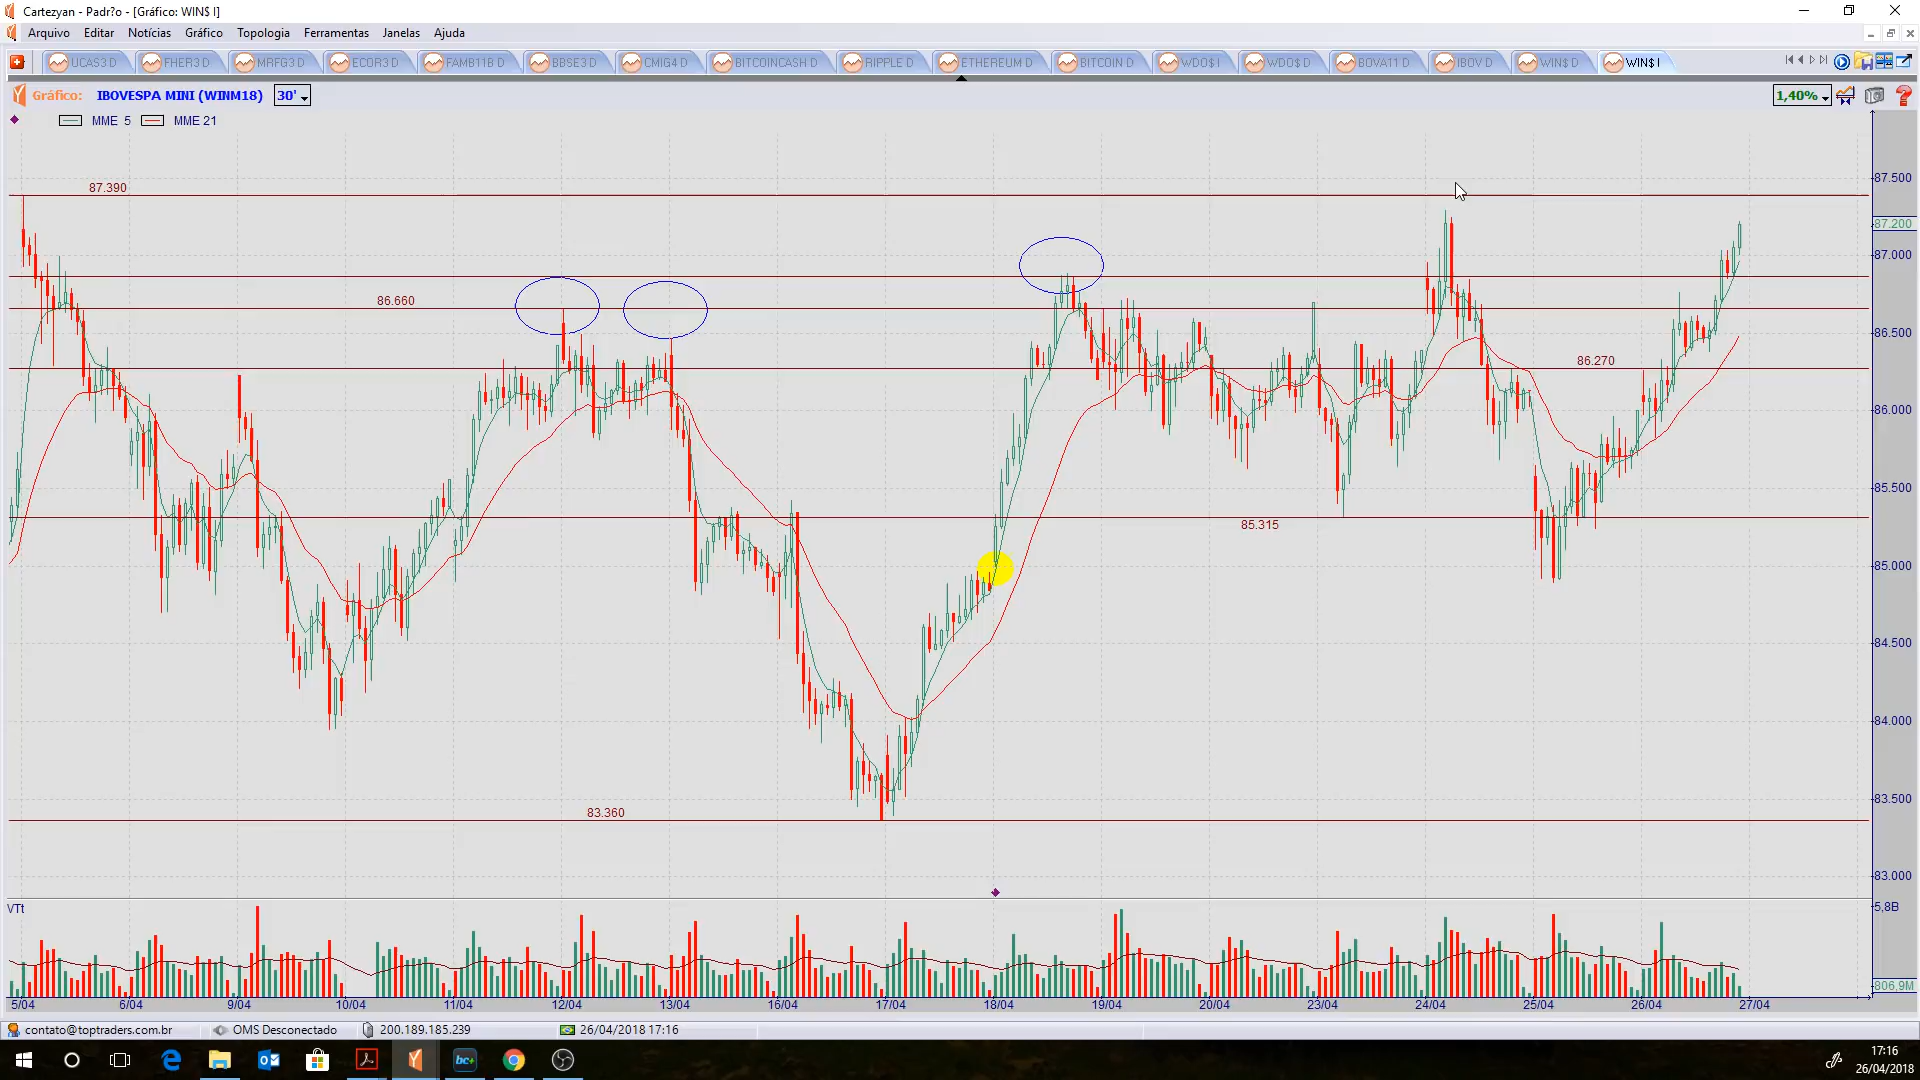 Cartezyan - Padr?o - [Gráfico: WIN$ I]
Arquivo Editar Notícias Gráfico Topologia Ferramentas Janelas Ajuda
UCAS3 D FHER3 D MRFG3 D ECOR3 D FAMB11B D BBSE3 D CMIG4 D BITCOINCASH D RIPPLE D ETHEREUM D BITCOIN D WDO$ I WDO$ D BOVA11 D IBOV D WIN$ D WIN$ I
Gráfico: IBOVESPA MINI (WINM18) 30' 1,40%
MME 5 MME 21
87.390
87.500
87.200
87.000
86.660
86.500
86.270
86.000
85.500
85.315
85.000
84.500
84.000
83.500
83.360
83.000
VTt
5,8B
806,9M
5/04 6/04 9/04 10/04 11/04 12/04 13/04 16/04 17/04 18/04 19/04 20/04 23/04 24/04 25/04 26/04 27/04
contato@toptraders.com.br OMS Desconectado 200.189.185.239 26/04/2018 17:16
bc+
17:16
26/04/2018